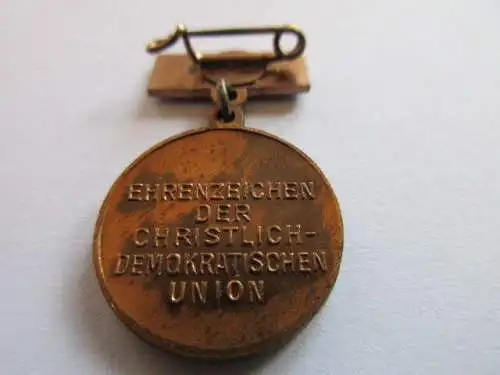 EHRENZEICHEN
DER
CHRISTLICH-
DEMOKRATISCHEN
UNION